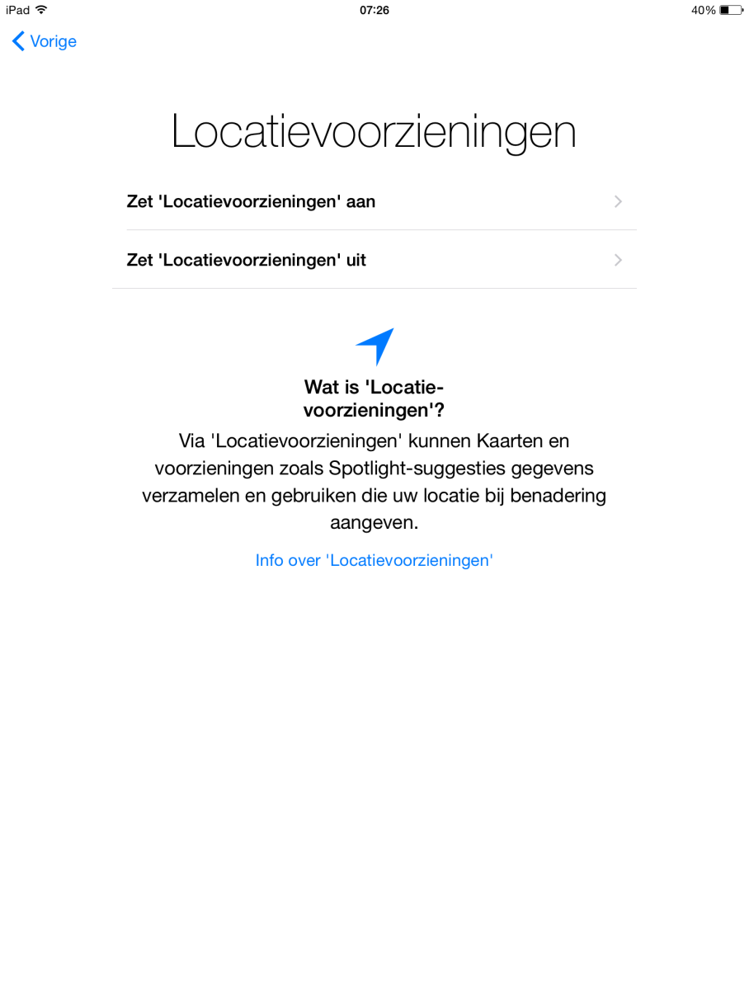 iPad 07:26 40%
Vorige
Locatievoorzieningen
Zet 'Locatievoorzieningen' aan
Zet 'Locatievoorzieningen' uit
Wat is 'Locatie-
voorzieningen'?
Via 'Locatievoorzieningen' kunnen Kaarten en
voorzieningen zoals Spotlight-suggesties gegevens
verzamelen en gebruiken die uw locatie bij benadering
aangeven.
Info over 'Locatievoorzieningen'